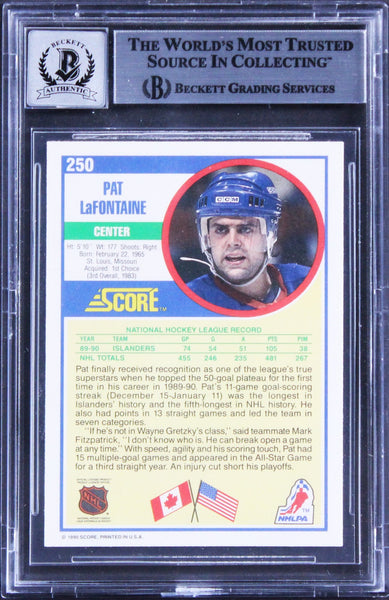 BECKETT
B
AUTHENTIC
THE WORLD'S MOST TRUSTED
SOURCE IN COLLECTING™
B BECKETT GRADING SERVICES
250
PAT
LaFONTAINE
CENTER
Ht: 5'10" Wt: 177 Shoots: Right
Born: February 22, 1965
St. Louis, Missouri
Acquired: 1st Choice
(3rd Overall, 1983)
CCM
SCORE™
NATIONAL HOCKEY LEAGUE RECORD
YEAR TEAM GP G A PTS PIM
89-90 ISLANDERS 74 54 51 105 38
NHL TOTALS 455 246 235 481 267
Pat finally received recognition as one of the league's true
superstars when he topped the 50-goal plateau for the first
time in his career in 1989-90. Pat's 11-game goal-scoring
streak (December 15-January 11) was the longest in
Islanders' history and the fifth-longest in NHL history. He
also had points in 13 straight games and led the team in
seven categories.
"If he's not in Wayne Gretzky's class," said teammate Mark
Fitzpatrick, "I don't know who is. He can break open a game
at any time." With speed, agility and his scoring touch, Pat had
15 multiple-goal games and appeared in the All-Star Game
for a third straight year. An injury cut short his playoffs.
NHL
NHLPA
TM
© 1990 SCORE, PRINTED IN U.S.A.